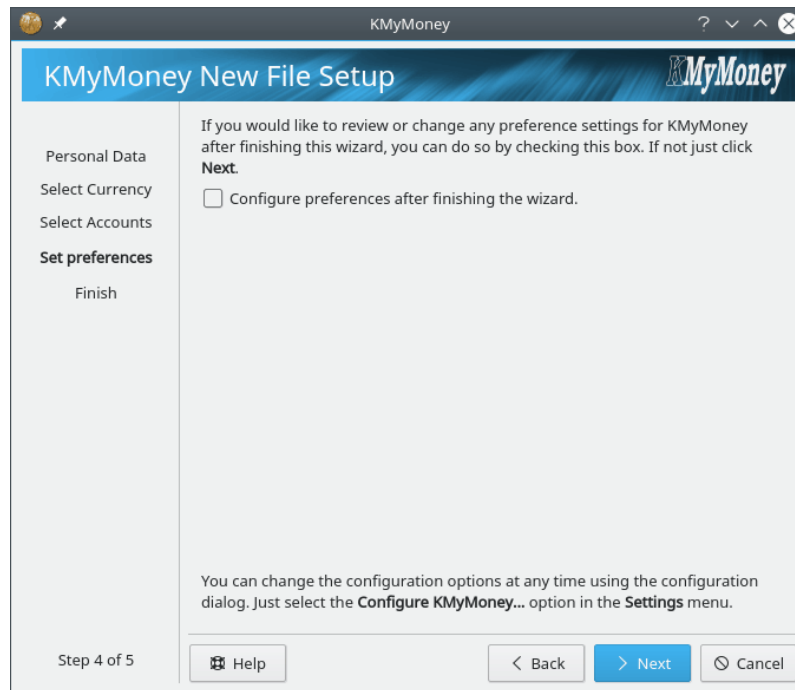 KMyMoney
KMyMoney New File Setup
KMyMoney
Personal Data
Select Currency
Select Accounts
Set preferences
Finish
If you would like to review or change any preference settings for KMyMoney
after finishing this wizard, you can do so by checking this box. If not just click
Next.
Configure preferences after finishing the wizard.
You can change the configuration options at any time using the configuration
dialog. Just select the Configure KMyMoney... option in the Settings menu.
Step 4 of 5
Help
Back
Next
Cancel